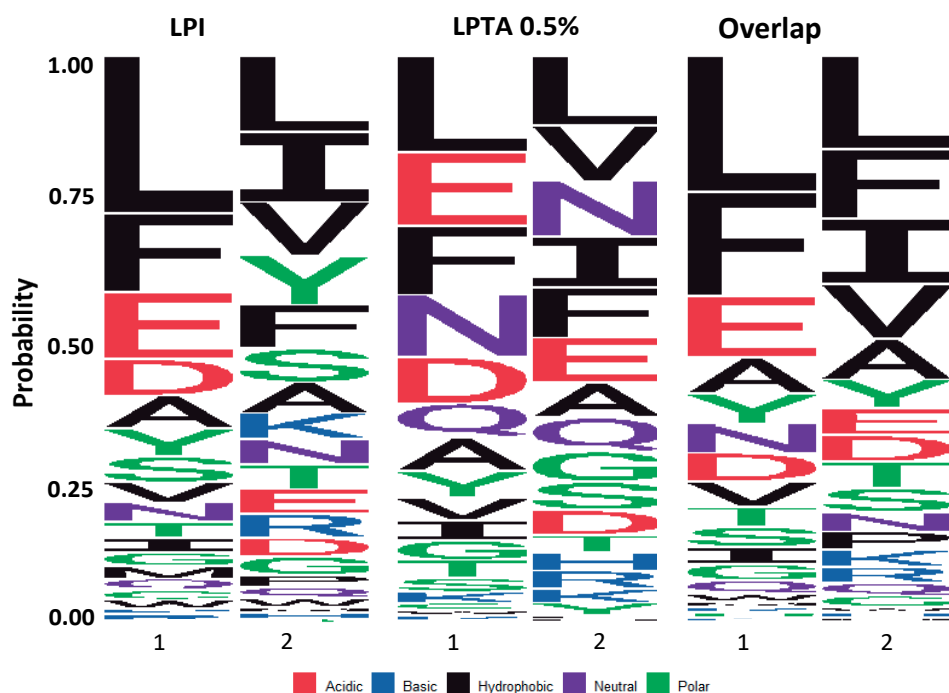 LPI LPTA 0.5% Overlap
1.00
0.75
0.50
0.25
0.00
Probability
L
F
E
D
A
Y
S
V
N
T
I
G
M
Q
C
W
L
I
V
Y
F
S
A
K
N
T
E
R
D
G
P
Q
L
E
F
N
D
Q
A
Y
V
I
G
T
S
L
V
N
I
F
E
A
Q
G
S
D
T
H
R
K
Y
L
F
E
A
Y
N
D
V
T
S
I
G
Q
L
F
I
V
A
Y
E
D
T
S
N
P
K
R
Q
G
1 2 1 2 1 2
Acidic Basic Hydrophobic Neutral Polar